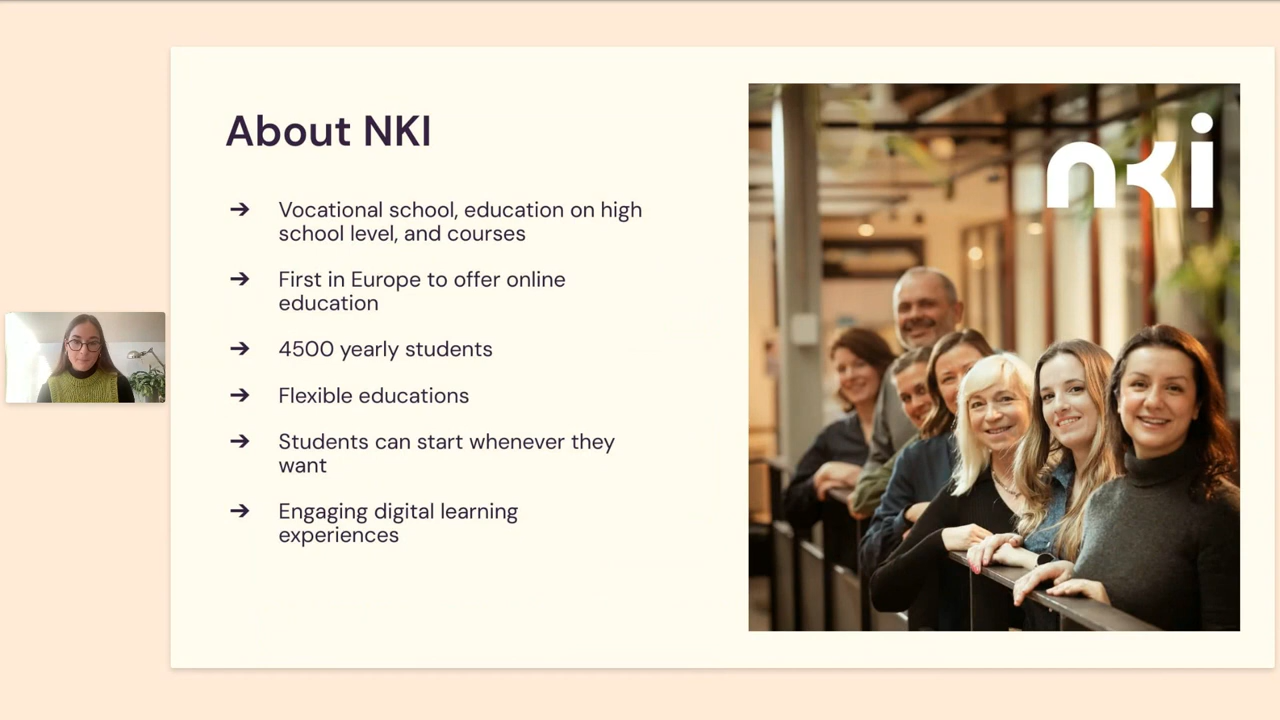 About NKI
➔ Vocational school, education on high
school level, and courses
➔ First in Europe to offer online
education
➔ 4500 yearly students
➔ Flexible educations
➔ Students can start whenever they
want
➔ Engaging digital learning
experiences
nki